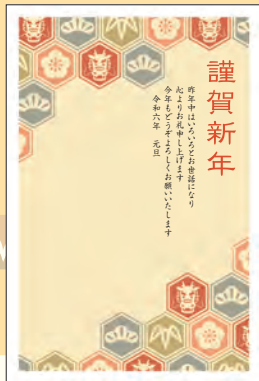 謹賀新年
昨年中はいろいろとお世話になり
心よりお礼申し上げます
今年もどうぞよろしくお願いいたします
令和六年　元旦